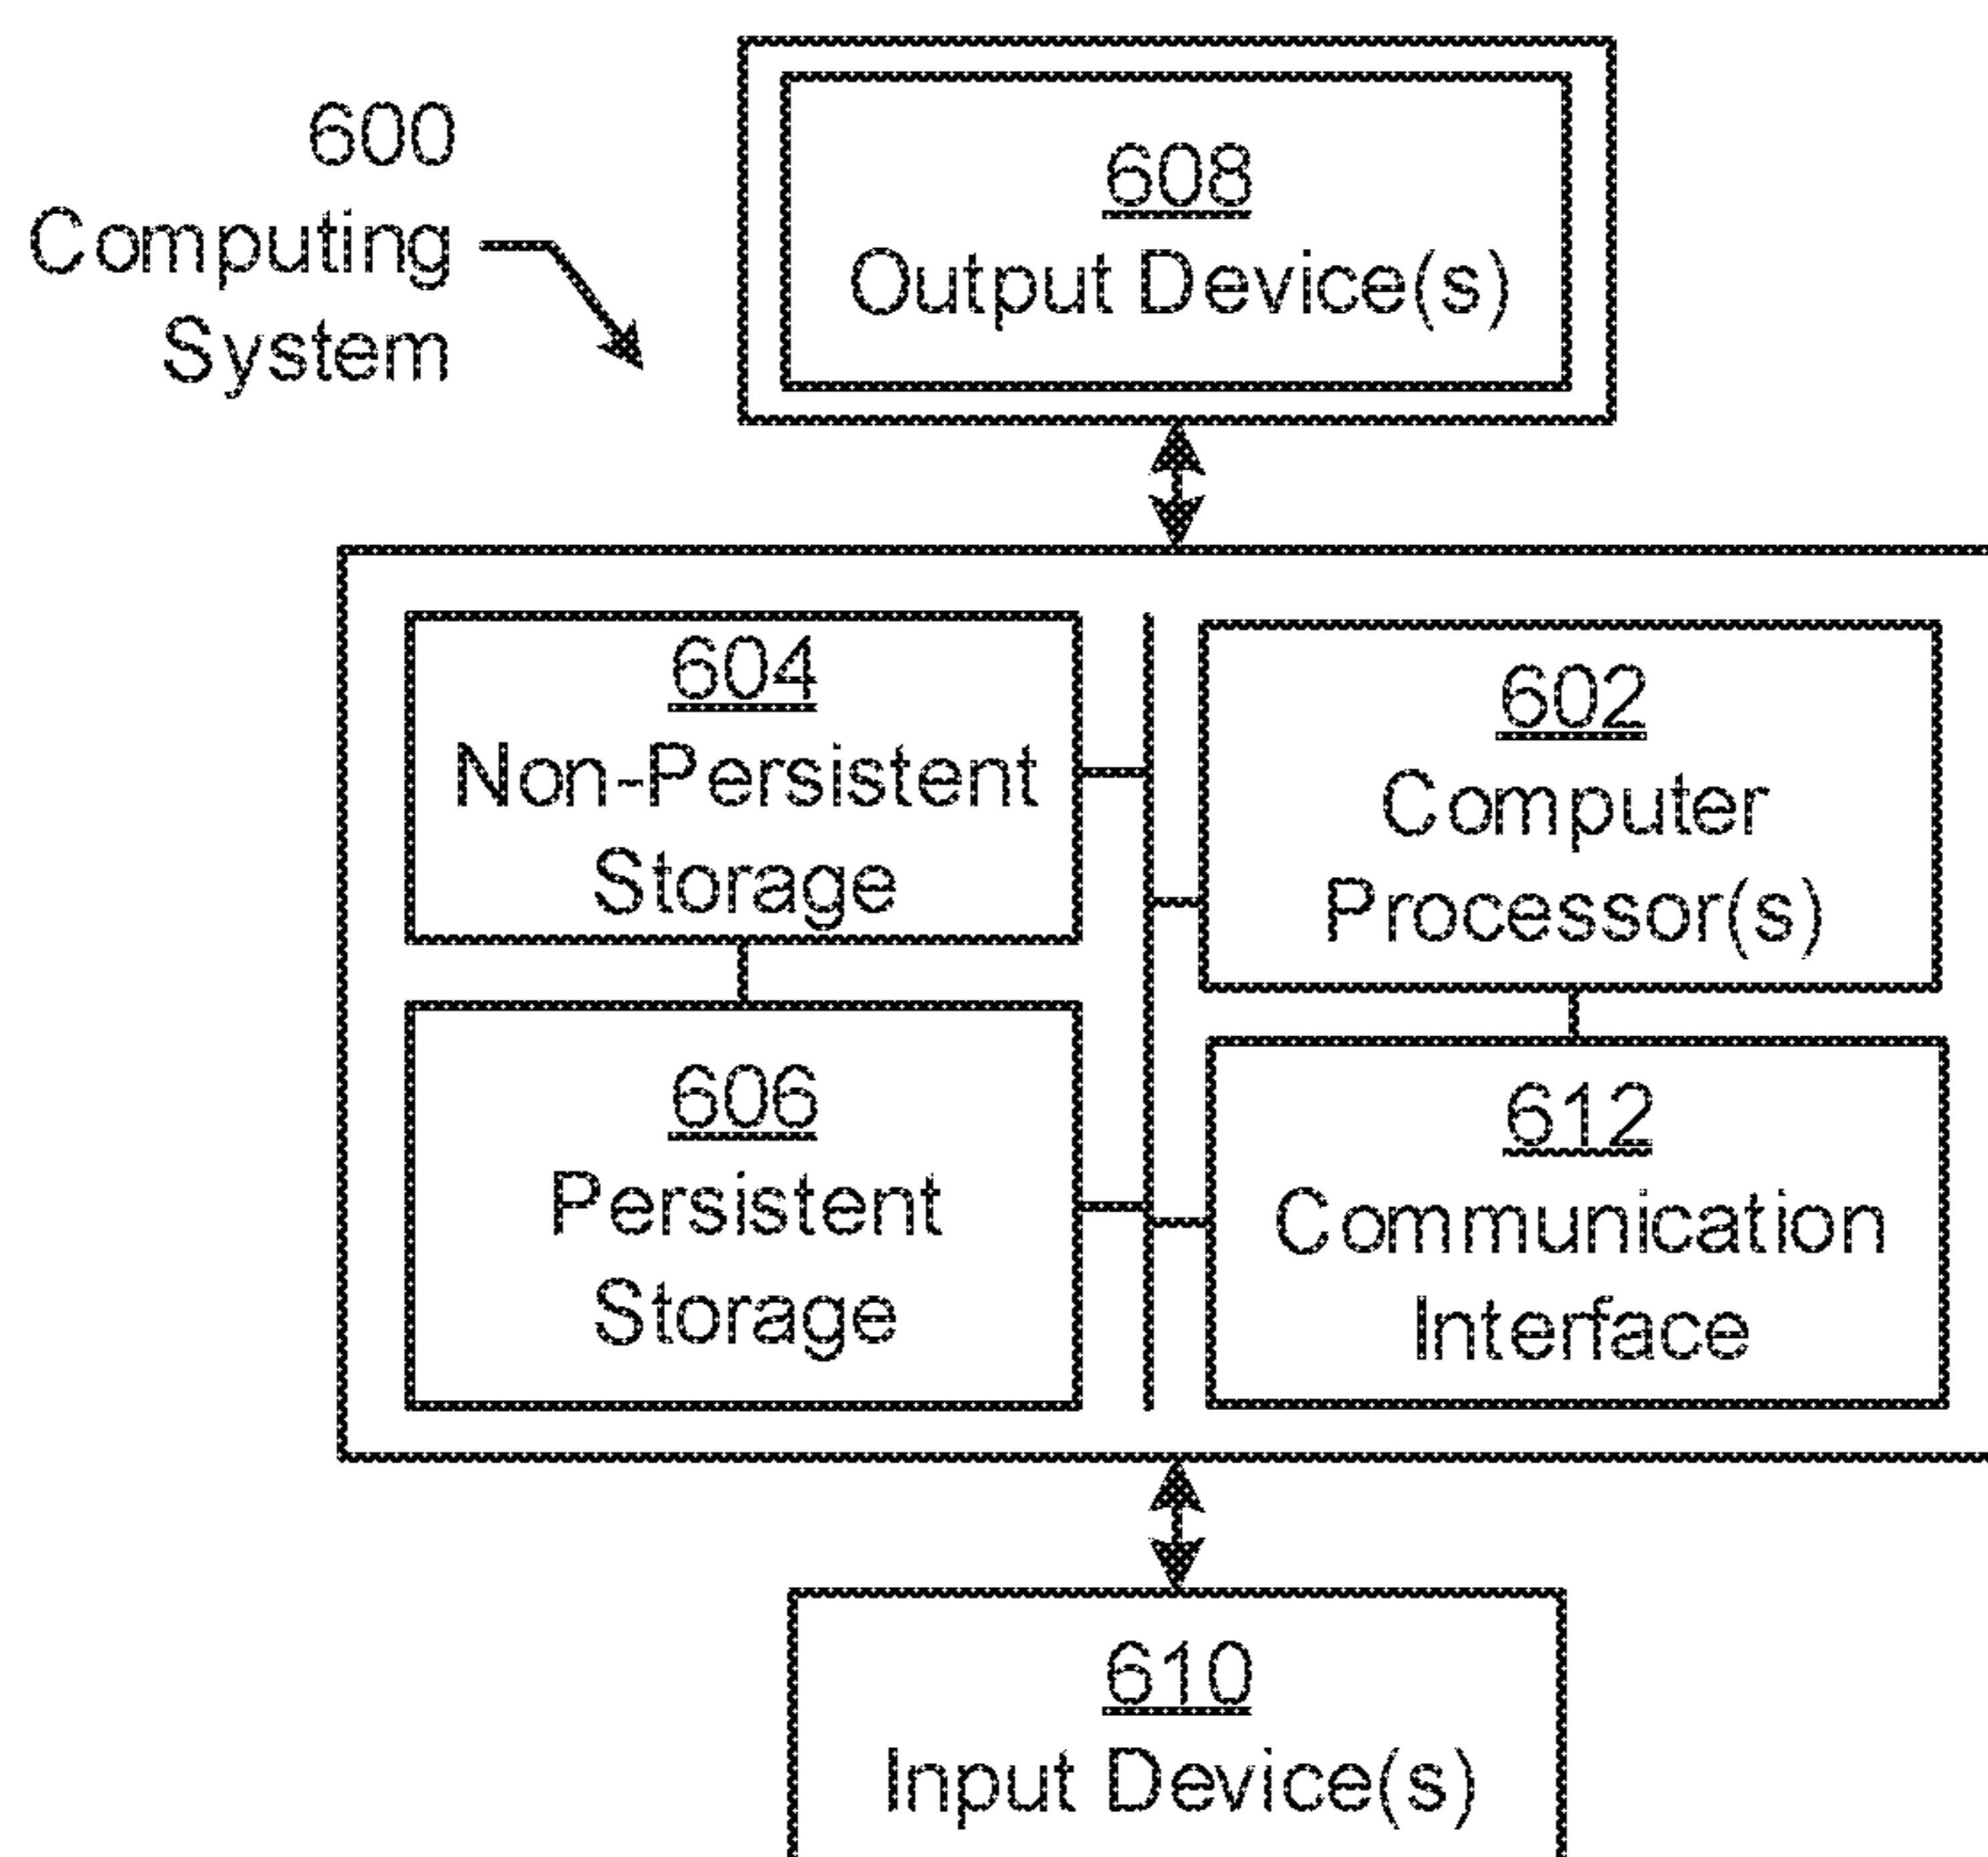 600
Computing
System
608
Output Device(s)
604
Non-Persistent
Storage
602
Computer
Processor(s)
606
Persistent
Storage
612
Communication
Interface
610
Input Device(s)